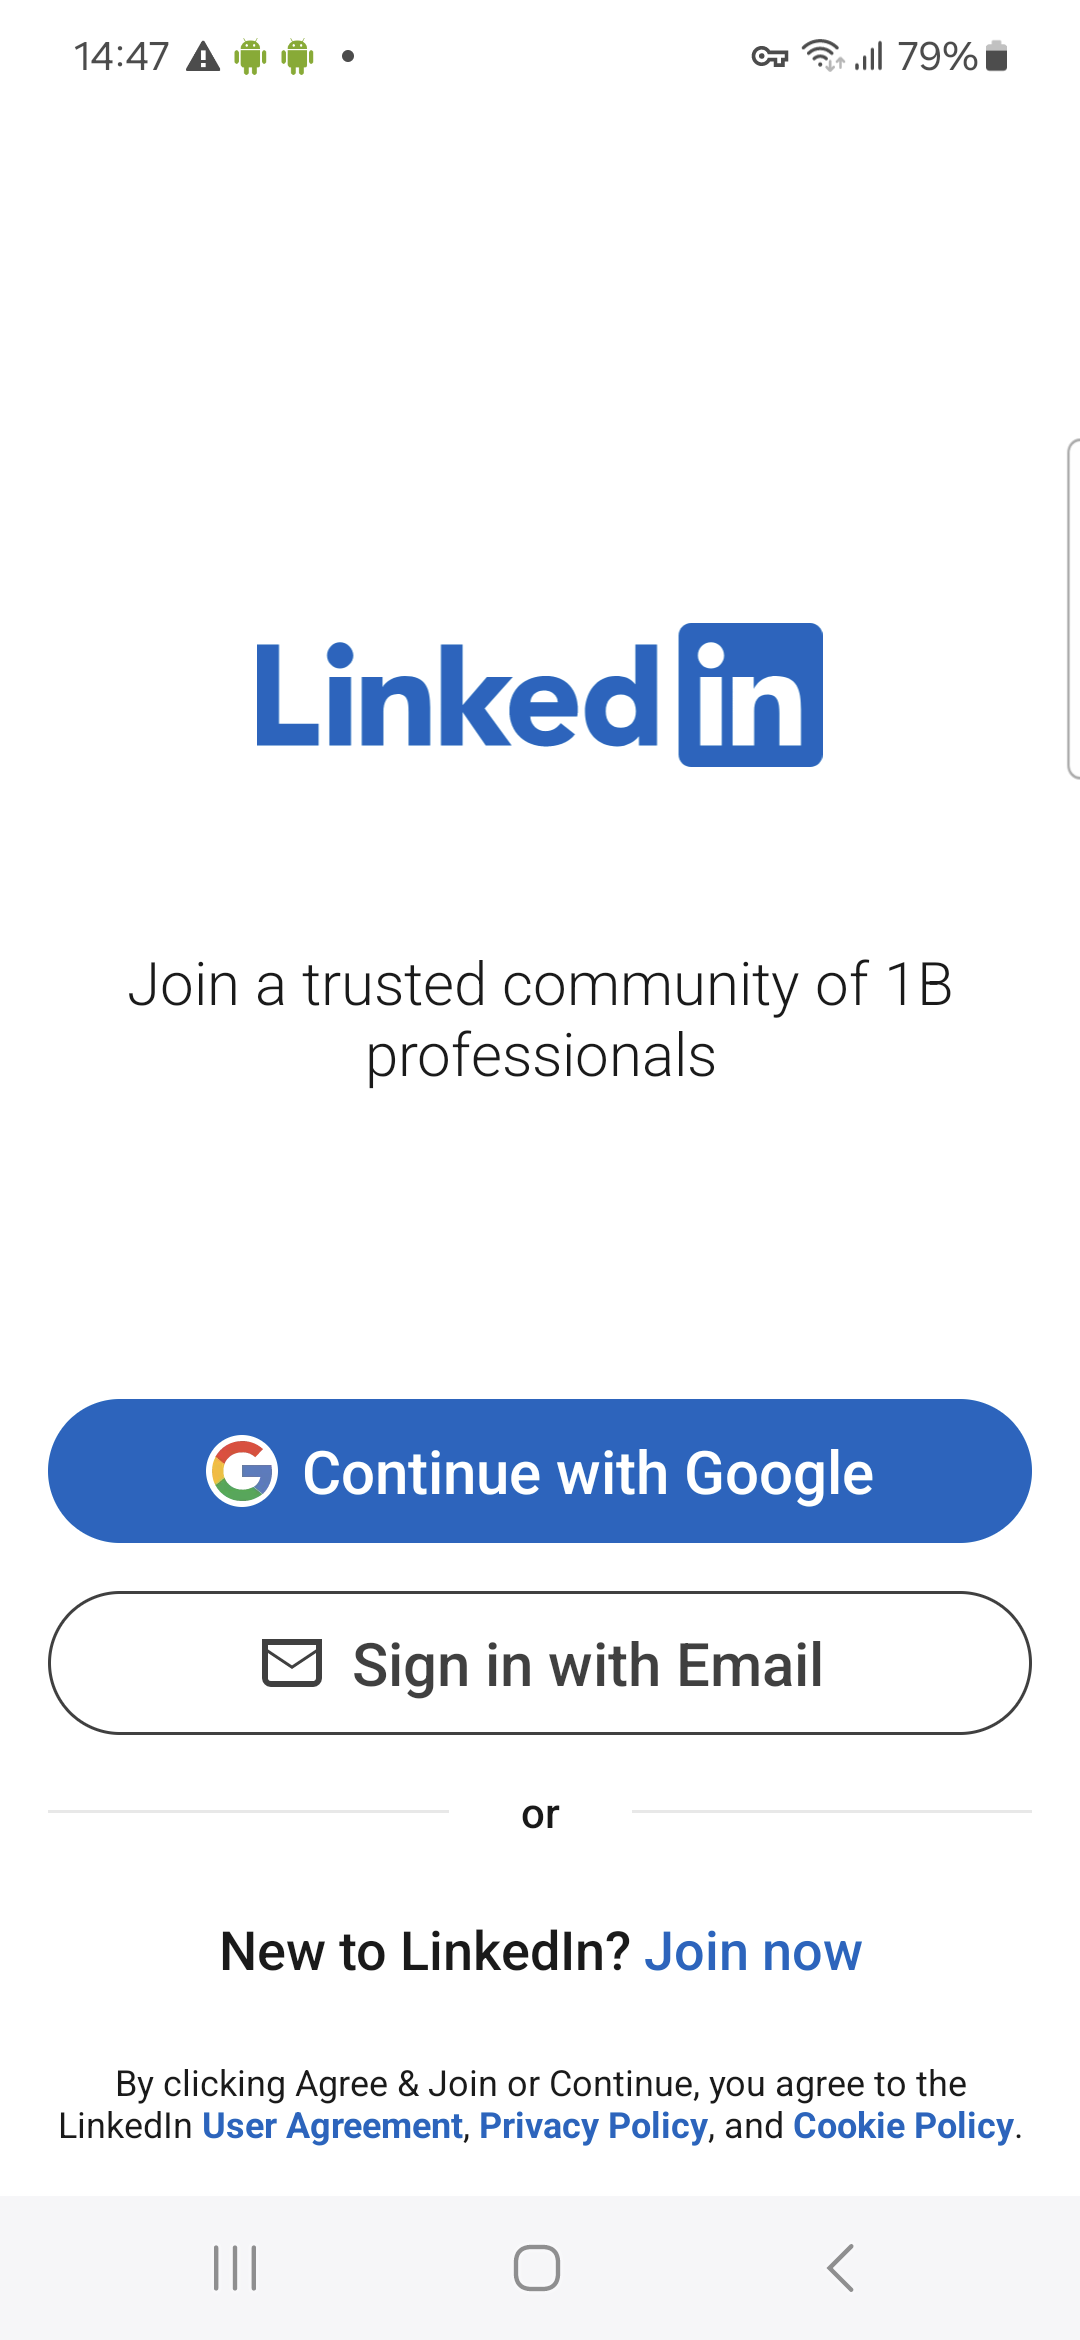 14:47 79%
Linked in
Join a trusted community of 1B
professionals
Continue with Google
Sign in with Email
or
New to LinkedIn? Join now
By clicking Agree & Join or Continue, you agree to the
LinkedIn User Agreement, Privacy Policy, and Cookie Policy.